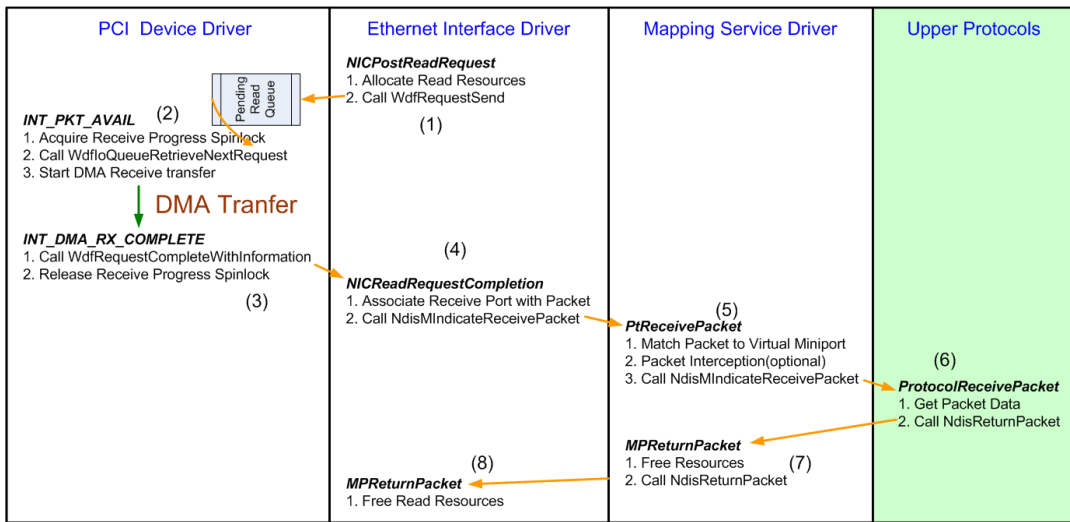 PCI Device Driver
Ethernet Interface Driver
Mapping Service Driver
Upper Protocols
Pending
Read
Queue
NICPostReadRequest
1. Allocate Read Resources
2. Call WdfRequestSend
(1)
(2)
INT_PKT_AVAIL
1. Acquire Receive Progress Spinlock
2. Call WdfIoQueueRetrieveNextRequest
3. Start DMA Receive transfer
DMA Tranfer
INT_DMA_RX_COMPLETE
1. Call WdfRequestCompleteWithInformation
2. Release Receive Progress Spinlock
(3)
(4)
NICReadRequestCompletion
1. Associate Receive Port with Packet
2. Call NdisMIndicateReceivePacket
(5)
PtReceivePacket
1. Match Packet to Virtual Miniport
2. Packet Interception(optional)
3. Call NdisMIndicateReceivePacket
(6)
ProtocolReceivePacket
1. Get Packet Data
2. Call NdisReturnPacket
MPReturnPacket
1. Free Resources
2. Call NdisReturnPacket
(7)
(8)
MPReturnPacket
1. Free Read Resources